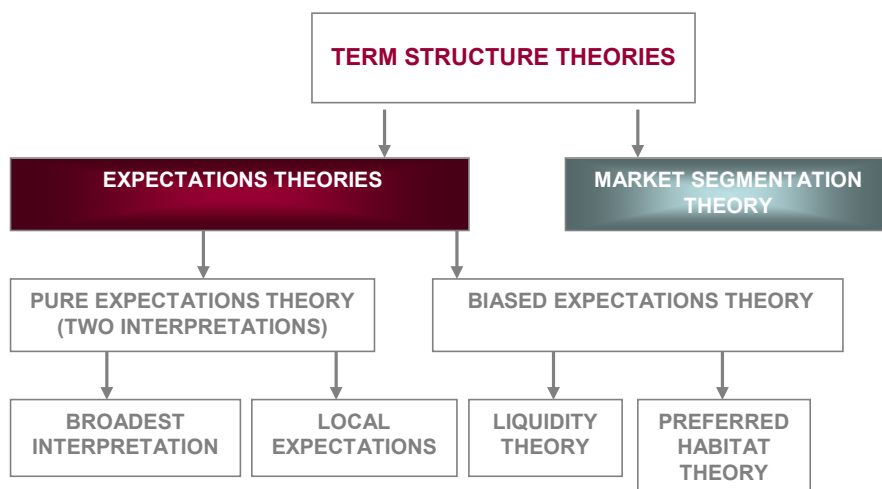 TERM STRUCTURE THEORIES
EXPECTATIONS THEORIES
MARKET SEGMENTATION
THEORY
PURE EXPECTATIONS THEORY
(TWO INTERPRETATIONS)
BIASED EXPECTATIONS THEORY
BROADEST
INTERPRETATION
LOCAL
EXPECTATIONS
LIQUIDITY
THEORY
PREFERRED
HABITAT
THEORY